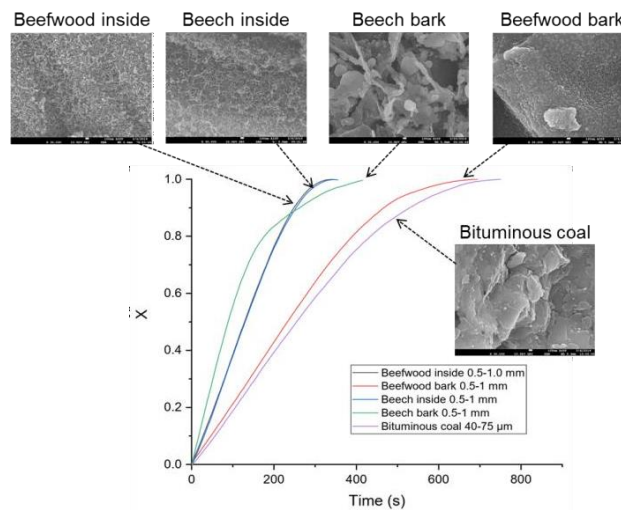 Beefwood inside
Beech inside
Beech bark
Beefwood bark
Bituminous coal
1.0
0.8
0.6
0.4
0.2
0.0
X
Beefwood inside 0.5-1.0 mm
Beefwood bark 0.5-1 mm
Beech inside 0.5-1 mm
Beech bark 0.5-1 mm
Bituminous coal 40-75 μm
0 200 400 600 800
Time (s)